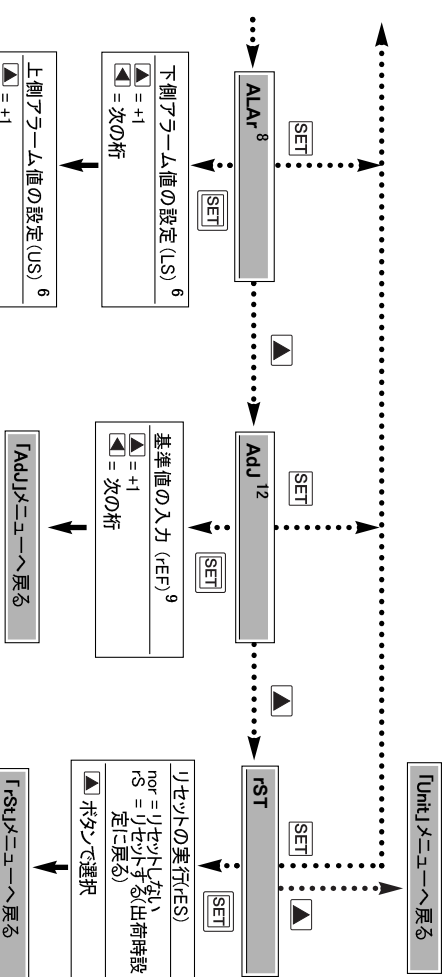 「Unit」メニューへ戻る
SET
SET
SET
▲
ALAr 8
▲
AdJ 12
▲
rST
SET
SET
SET
下側アラーム値の設定(LS) 6
▲ = +1
◀ = 次の桁
基準値の入力 (rEF) 9
▲ = +1
◀ = 次の桁
リセットの実行(rES)
nor = リセットしない
rS = リセットする(出荷時設
定に戻る)
▲ ボタンで選択
上側アラーム値の設定(US) 6
▲ = +1
「AdJ」メニューへ戻る
「rSt」メニューへ戻る